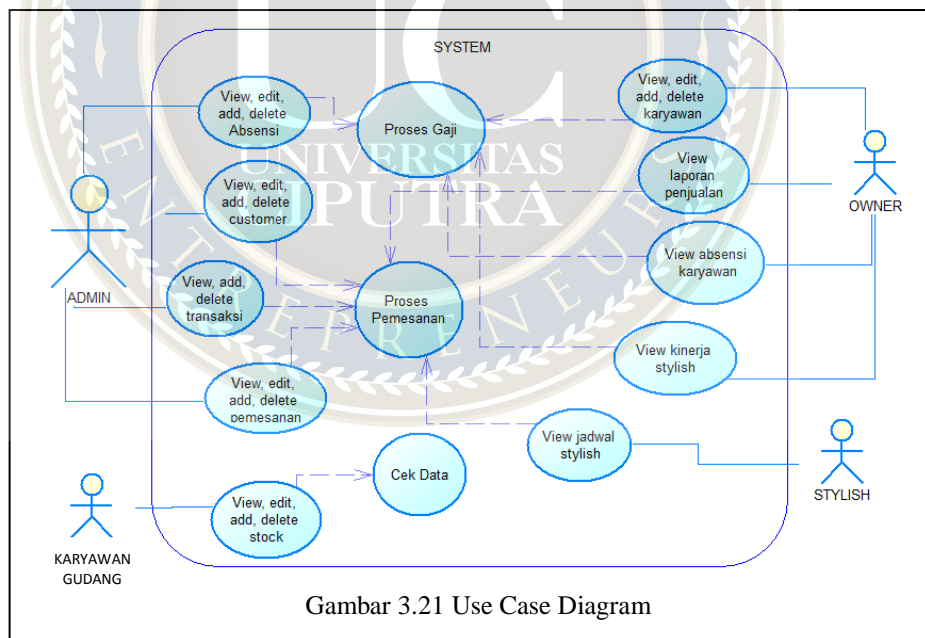 SYSTEM
View, edit,
add, delete
Absensi
Proses Gaji
View, edit,
add, delete
karyawan
View
laporan
penjualan
OWNER
View, edit,
add, delete
customer
UNIVERSITAS
CIPUTRA
ENTREPRENEUR
View absensi
karyawan
ADMIN
View, add,
delete
transaksi
Proses
Pemesanan
View kinerja
stylish
View, edit,
add, delete
pemesanan
View jadwal
stylish
STYLISH
Cek Data
View, edit,
add, delete
stock
KARYAWAN
GUDANG
Gambar 3.21 Use Case Diagram